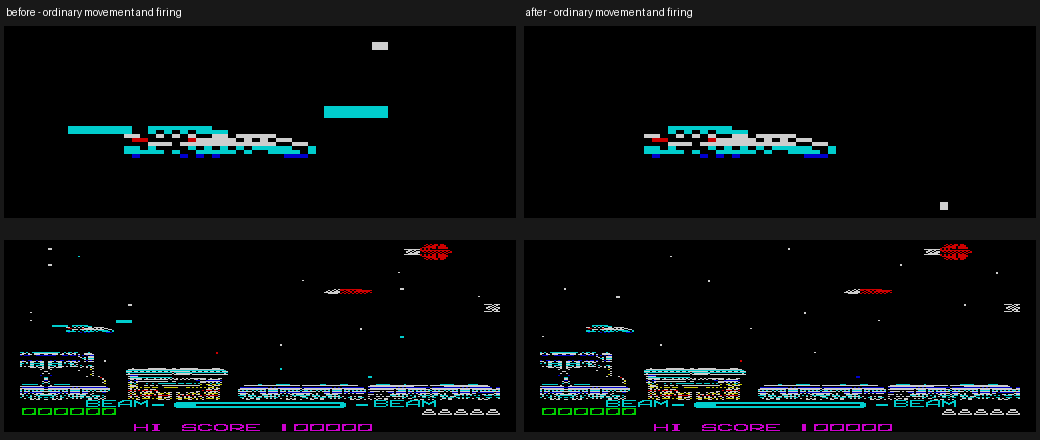 before - ordinary movement and firing
after - ordinary movement and firing
BEAM BEAM
000000
HI SCORE 100000
BEAM BEAM
000000
HI SCORE 100000